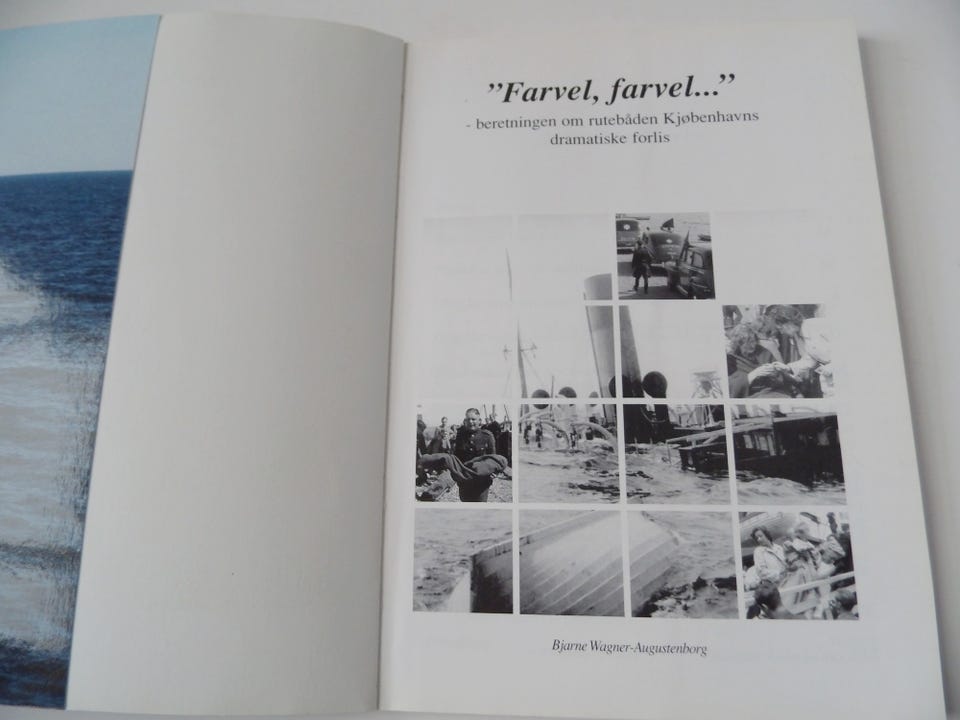 ”Farvel, farvel...”
- beretningen om rutebåden Kjøbenhavns
dramatiske forlis
Bjarne Wagner-Augustenborg